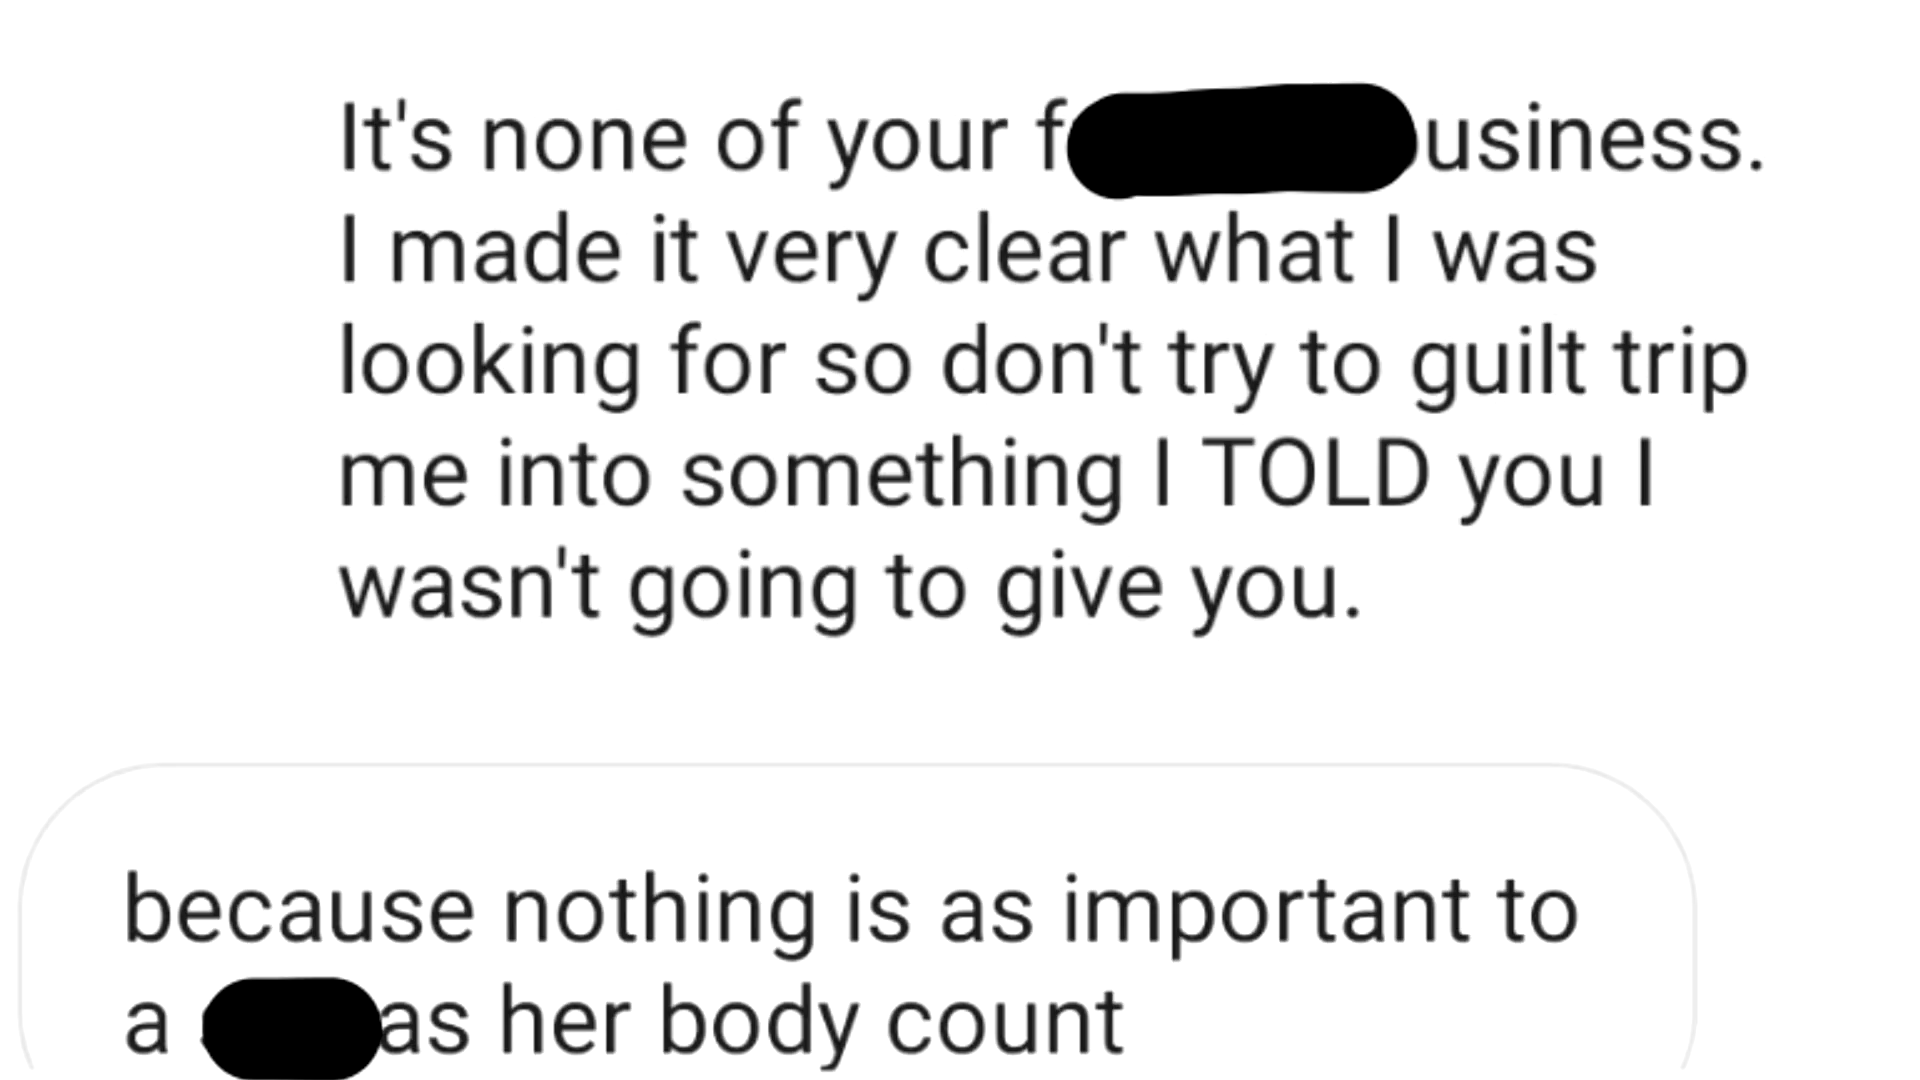 It's none of your f usiness.
I made it very clear what I was
looking for so don't try to guilt trip
me into something I TOLD you I
wasn't going to give you.
because nothing is as important to
a as her body count